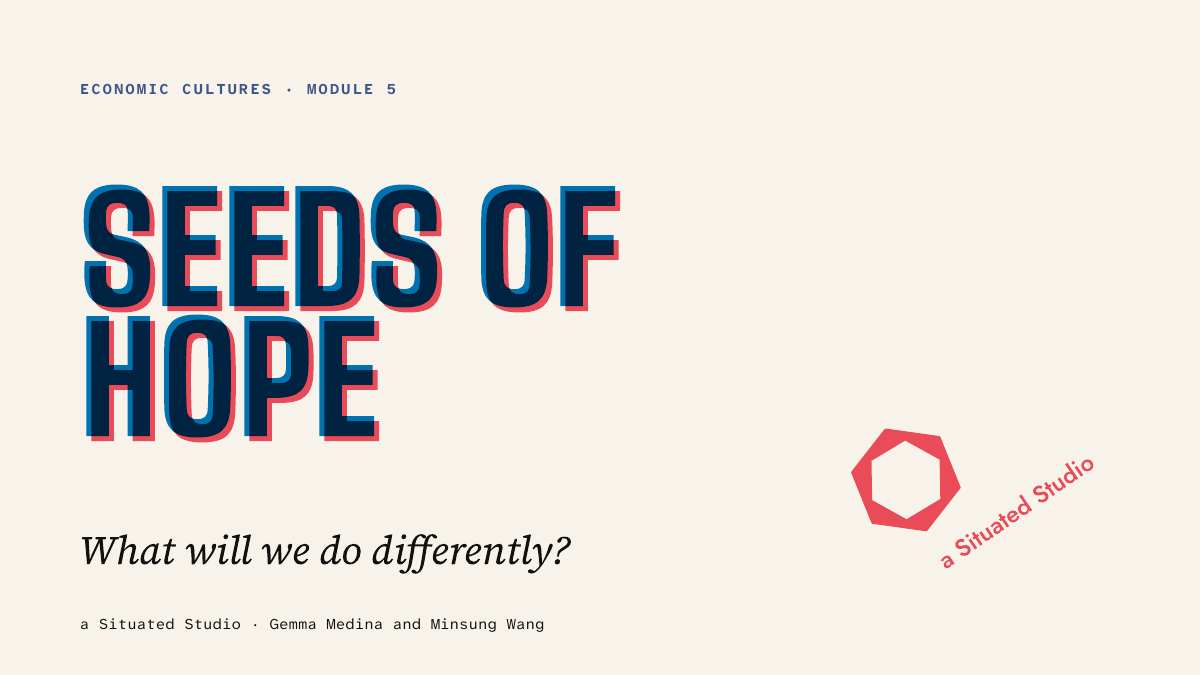 ECONOMIC CULTURES · MODULE 5
SEEDS OF
HOPE
What will we do differently?
a Situated Studio
a Situated Studio · Gemma Medina and Minsung Wang